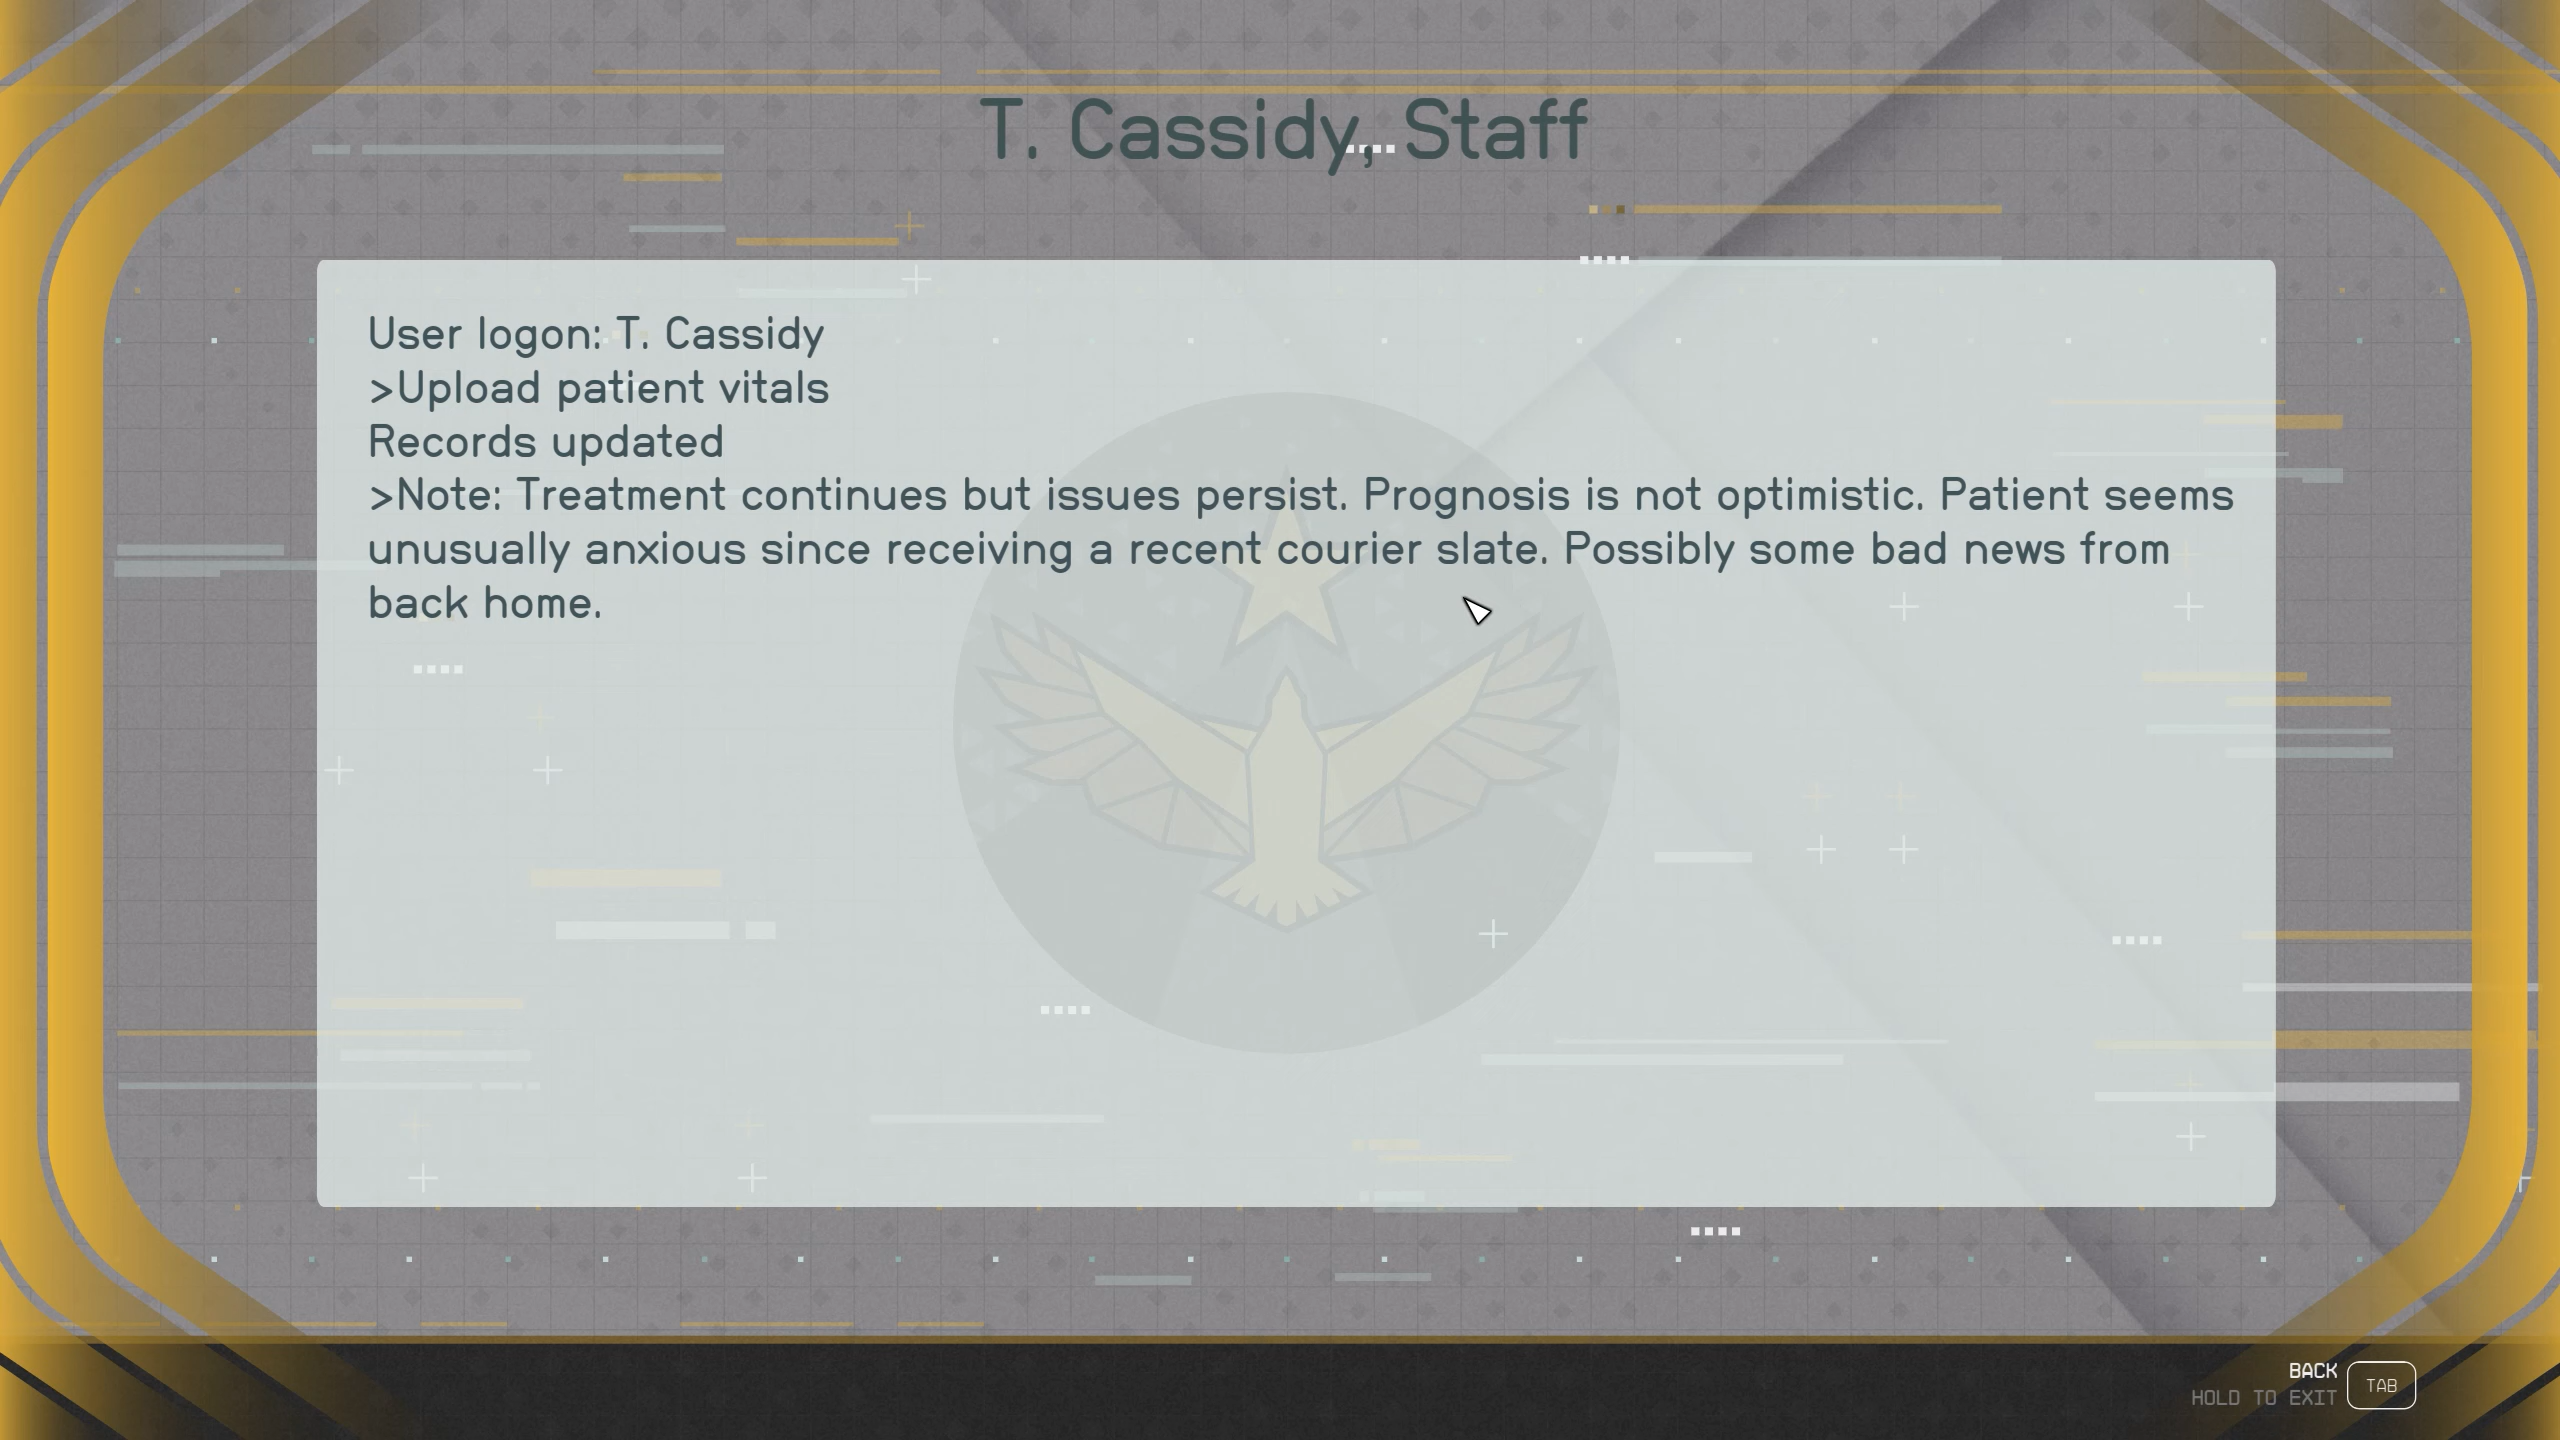 T. Cassidy, Staff
User logon: T. Cassidy
>Upload patient vitals
Records updated
>Note: Treatment continues but issues persist. Prognosis is not optimistic. Patient seems
unusually anxious since receiving a recent courier slate. Possibly some bad news from
back home.
BACK
HOLD TO EXIT
TAB